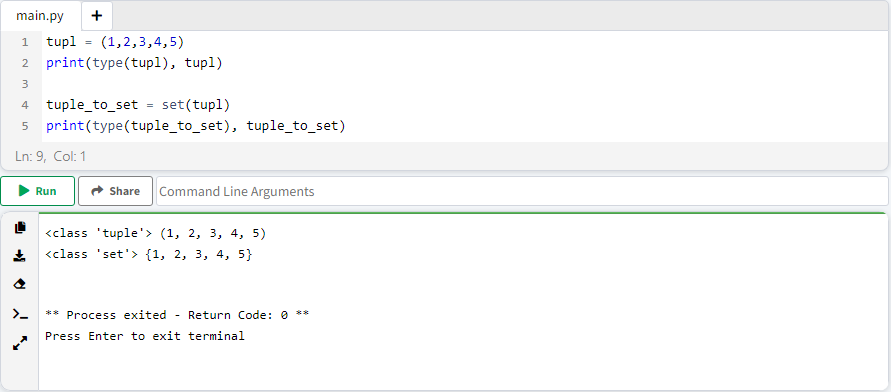 main.py +
1 tupl = (1,2,3,4,5)
2 print(type(tupl), tupl)
3
4 tuple_to_set = set(tupl)
5 print(type(tuple_to_set), tuple_to_set)
Ln: 9, Col: 1
Run Share Command Line Arguments
<class 'tuple'> (1, 2, 3, 4, 5)
<class 'set'> {1, 2, 3, 4, 5}
** Process exited - Return Code: 0 **
Press Enter to exit terminal